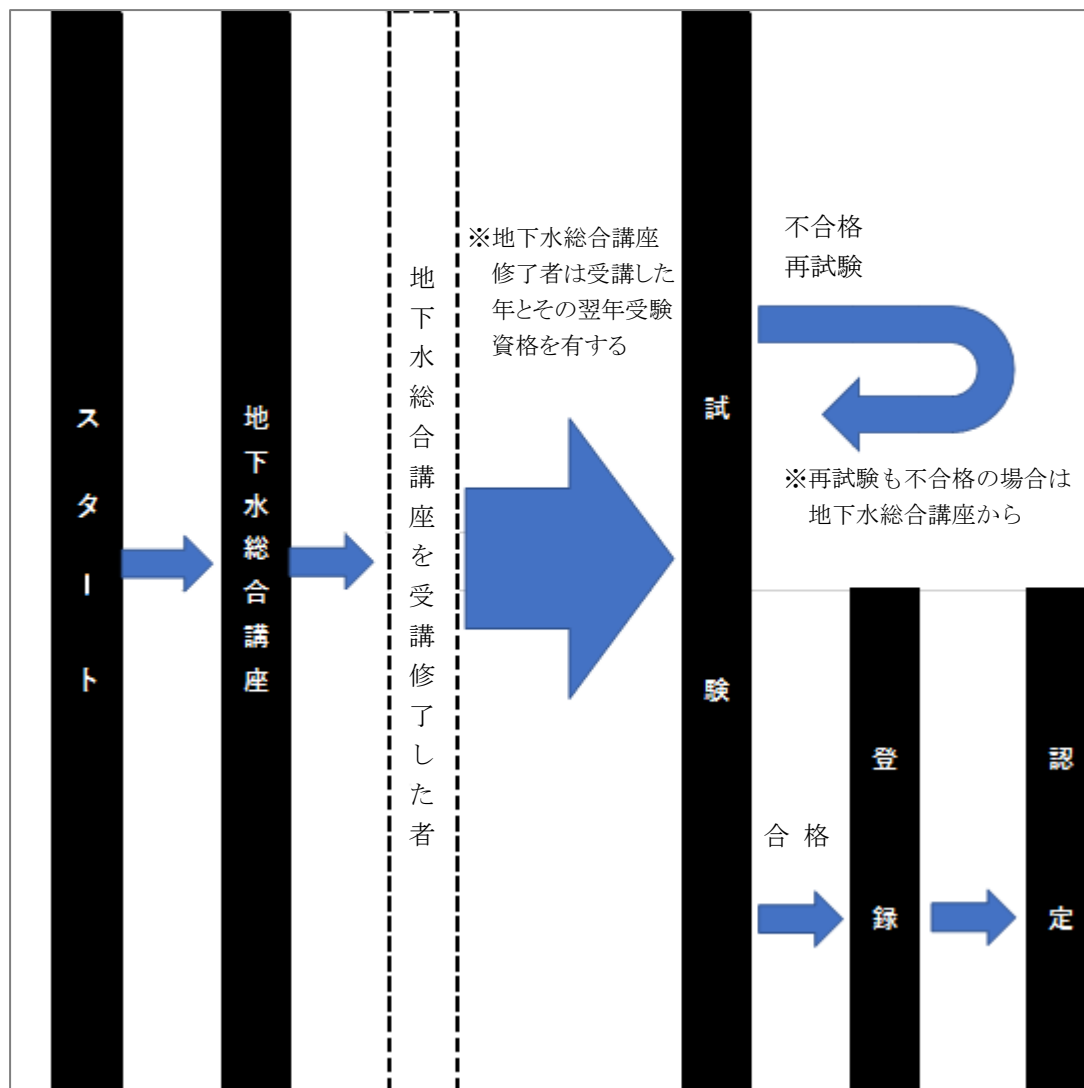 スタート
地下水総合講座
地下水総合講座を受講修了した者
※地下水総合講座
修了者は受講した
年とその翌年受験
資格を有する
試験
不合格
再試験
※再試験も不合格の場合は
地下水総合講座から
合格
登録
認定